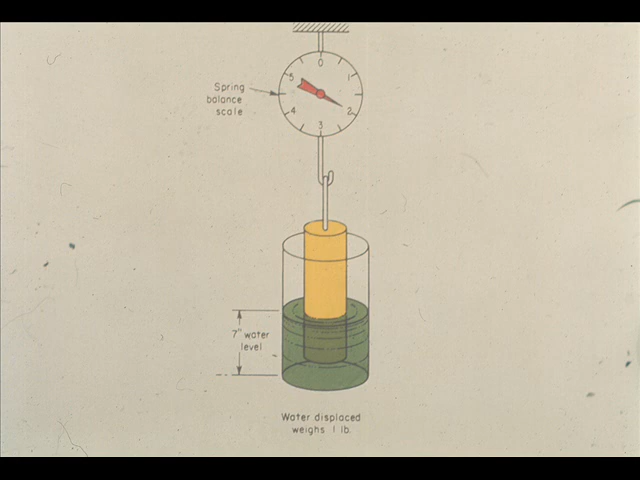 0
5 1
Spring
balance
scale
4 2
3
7" water
level
Water displaced
weighs 1 lb.